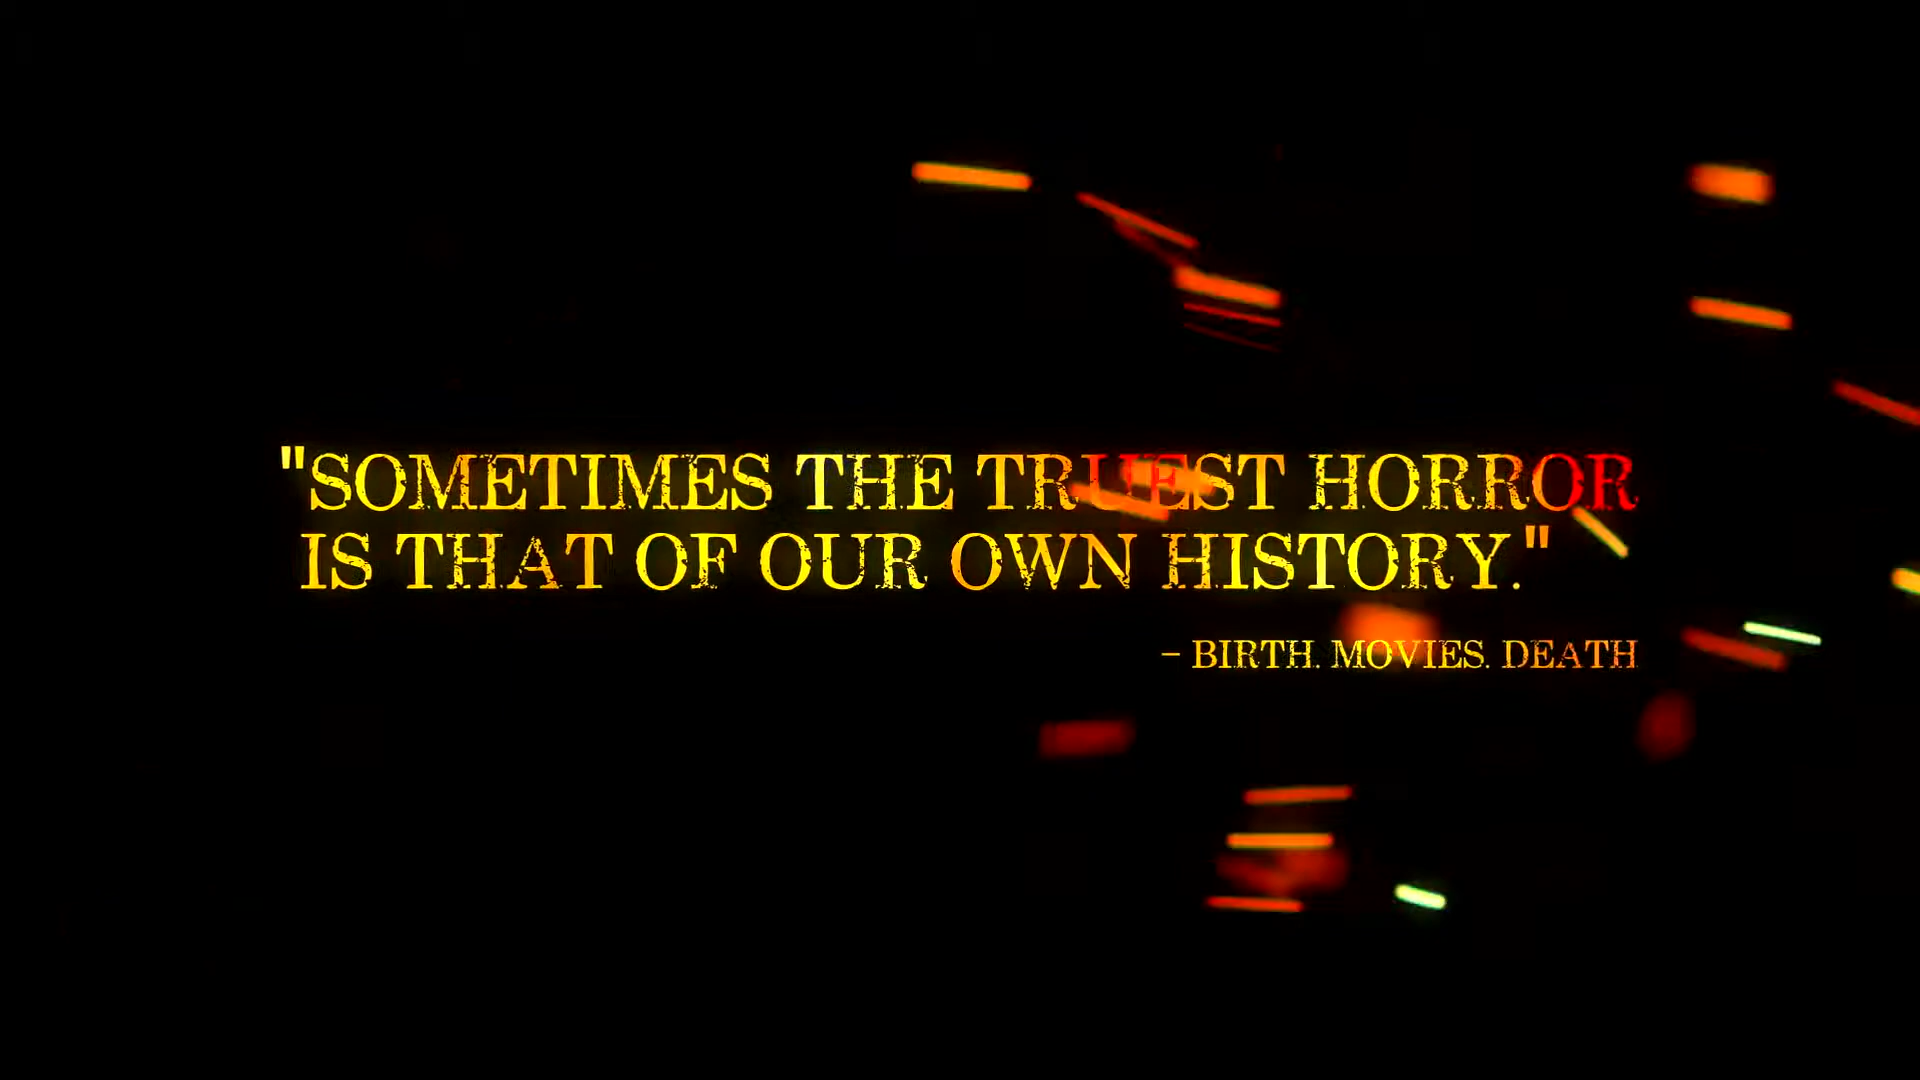 "SOMETIMES THE TRUEST HORROR
IS THAT OF OUR OWN HISTORY."
– BIRTH. MOVIES. DEATH